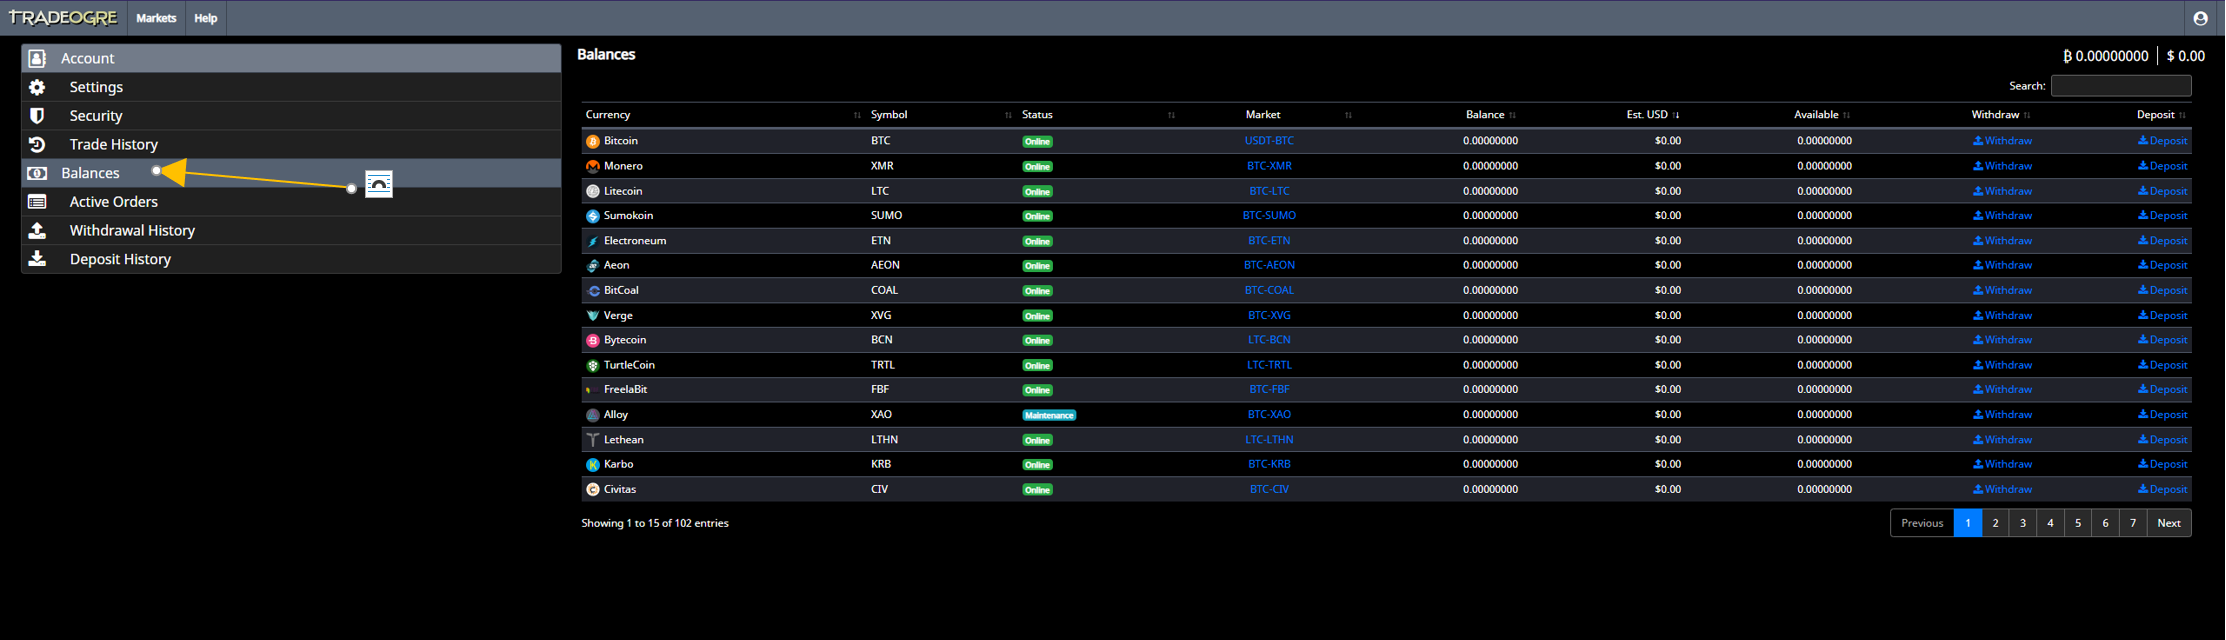 TRADEOGRE Markets Help
Account
Settings
Security
Trade History
Balances
Active Orders
Withdrawal History
Deposit History
Balances
₿ 0.00000000 $ 0.00
Search:
Currency Symbol Status Market Balance Est. USD Available Withdraw Deposit
Bitcoin BTC Online USDT-BTC 0.00000000 $0.00 0.00000000 Withdraw Deposit
Monero XMR Online BTC-XMR 0.00000000 $0.00 0.00000000 Withdraw Deposit
Litecoin LTC Online BTC-LTC 0.00000000 $0.00 0.00000000 Withdraw Deposit
Sumokoin SUMO Online BTC-SUMO 0.00000000 $0.00 0.00000000 Withdraw Deposit
Electroneum ETN Online BTC-ETN 0.00000000 $0.00 0.00000000 Withdraw Deposit
Aeon AEON Online BTC-AEON 0.00000000 $0.00 0.00000000 Withdraw Deposit
BitCoal COAL Online BTC-COAL 0.00000000 $0.00 0.00000000 Withdraw Deposit
Verge XVG Online BTC-XVG 0.00000000 $0.00 0.00000000 Withdraw Deposit
Bytecoin BCN Online LTC-BCN 0.00000000 $0.00 0.00000000 Withdraw Deposit
TurtleCoin TRTL Online LTC-TRTL 0.00000000 $0.00 0.00000000 Withdraw Deposit
FreelaBit FBF Online BTC-FBF 0.00000000 $0.00 0.00000000 Withdraw Deposit
Alloy XAO Maintenance BTC-XAO 0.00000000 $0.00 0.00000000 Withdraw Deposit
Lethean LTHN Online LTC-LTHN 0.00000000 $0.00 0.00000000 Withdraw Deposit
Karbo KRB Online BTC-KRB 0.00000000 $0.00 0.00000000 Withdraw Deposit
Civitas CIV Online BTC-CIV 0.00000000 $0.00 0.00000000 Withdraw Deposit
Showing 1 to 15 of 102 entries
Previous 1 2 3 4 5 6 7 Next